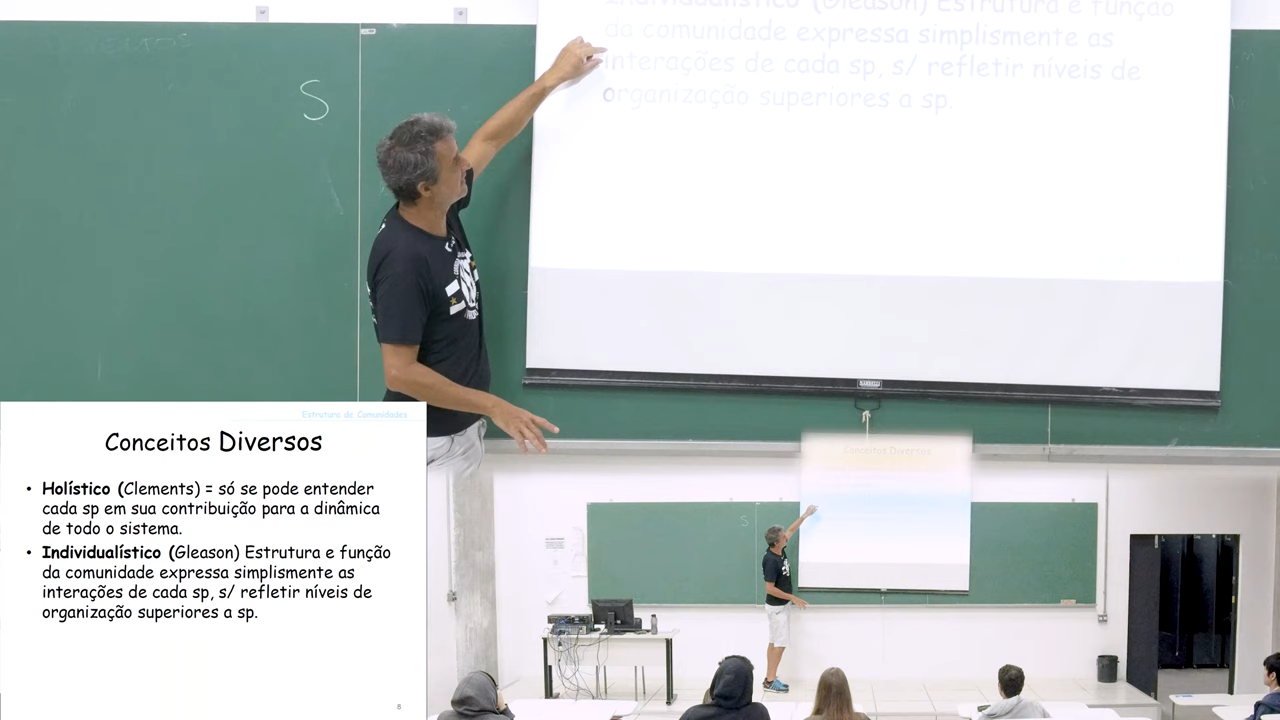 S
Individualístico (Gleason) Estrutura e função
da comunidade expressa simplismente as
interações de cada sp, s/ refletir níveis de
organização superiores a sp.
Estrutura de Comunidades
Conceitos Diversos
• Holístico (Clements) = só se pode entender
cada sp em sua contribuição para a dinâmica
de todo o sistema.
• Individualístico (Gleason) Estrutura e função
da comunidade expressa simplismente as
interações de cada sp, s/ refletir níveis de
organização superiores a sp.
8
Conceitos Diversos
S